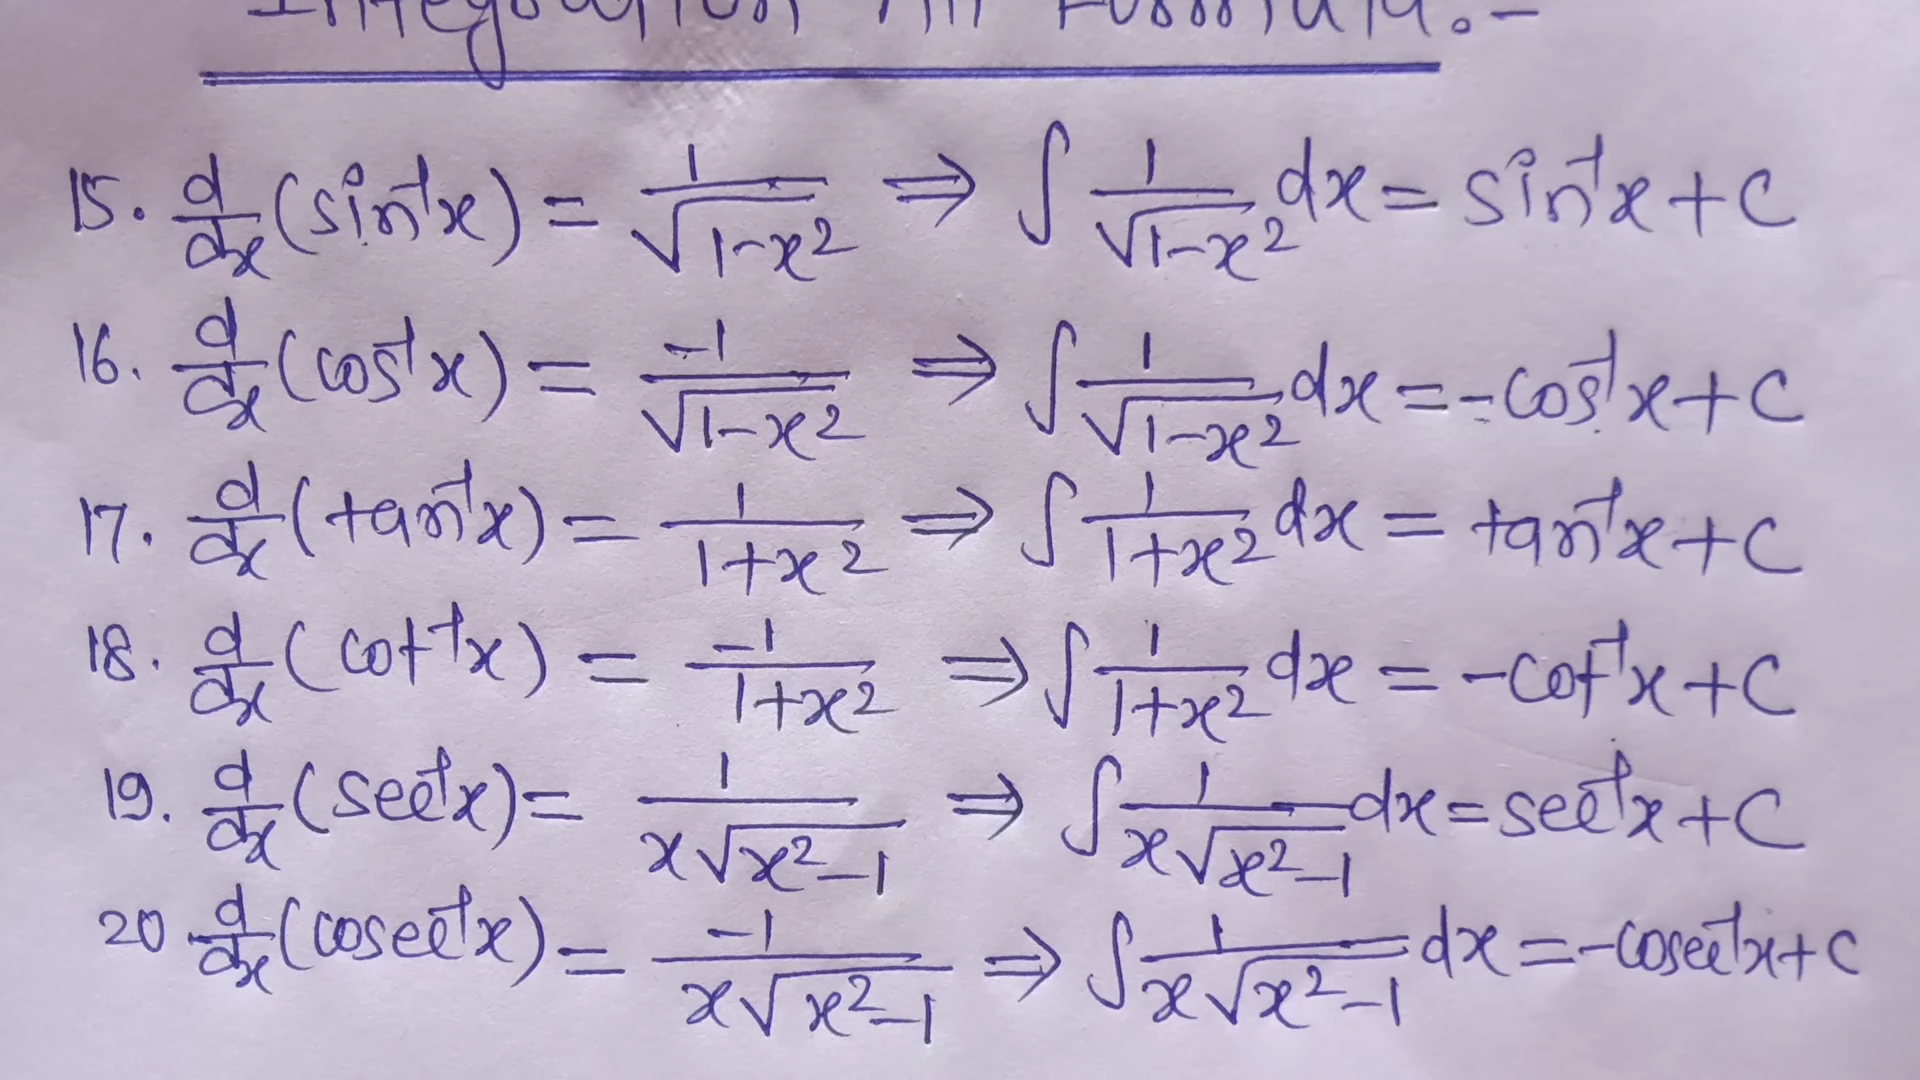 Integration All Formula:-
15. d/dx (sin⁻¹x) = 1/√(1-x²) ⇒ ∫ 1/√(1-x²) dx = sin⁻¹x + C
16. d/dx (cos⁻¹x) = -1/√(1-x²) ⇒ ∫ 1/√(1-x²) dx = -cos⁻¹x + C
17. d/dx (tan⁻¹x) = 1/(1+x²) ⇒ ∫ 1/(1+x²) dx = tan⁻¹x + C
18. d/dx (cot⁻¹x) = -1/(1+x²) ⇒ ∫ 1/(1+x²) dx = -cot⁻¹x + C
19. d/dx (sec⁻¹x) = 1/(x√(x²-1)) ⇒ ∫ 1/(x√(x²-1)) dx = sec⁻¹x + C
20 d/dx (cosec⁻¹x) = -1/(x√(x²-1)) ⇒ ∫ 1/(x√(x²-1)) dx = -cosec⁻¹x + C